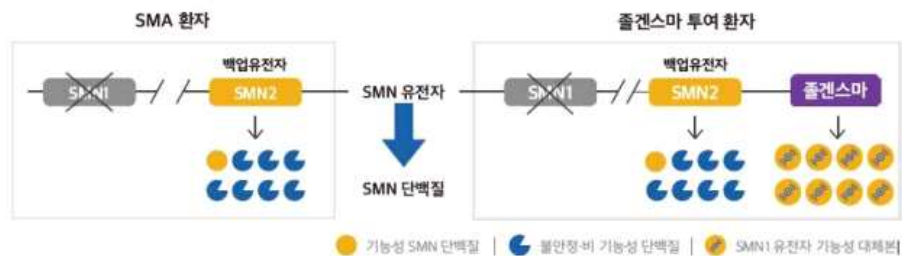 SMA 환자
졸겐스마 투여 환자
백업유전자
SMN1
SMN2
SMN 유전자
SMN 단백질
백업유전자
SMN1
SMN2
졸겐스마
기능성 SMN 단백질 | 불안정·비 기능성 단백질 | SMN1 유전자 기능성 대체본